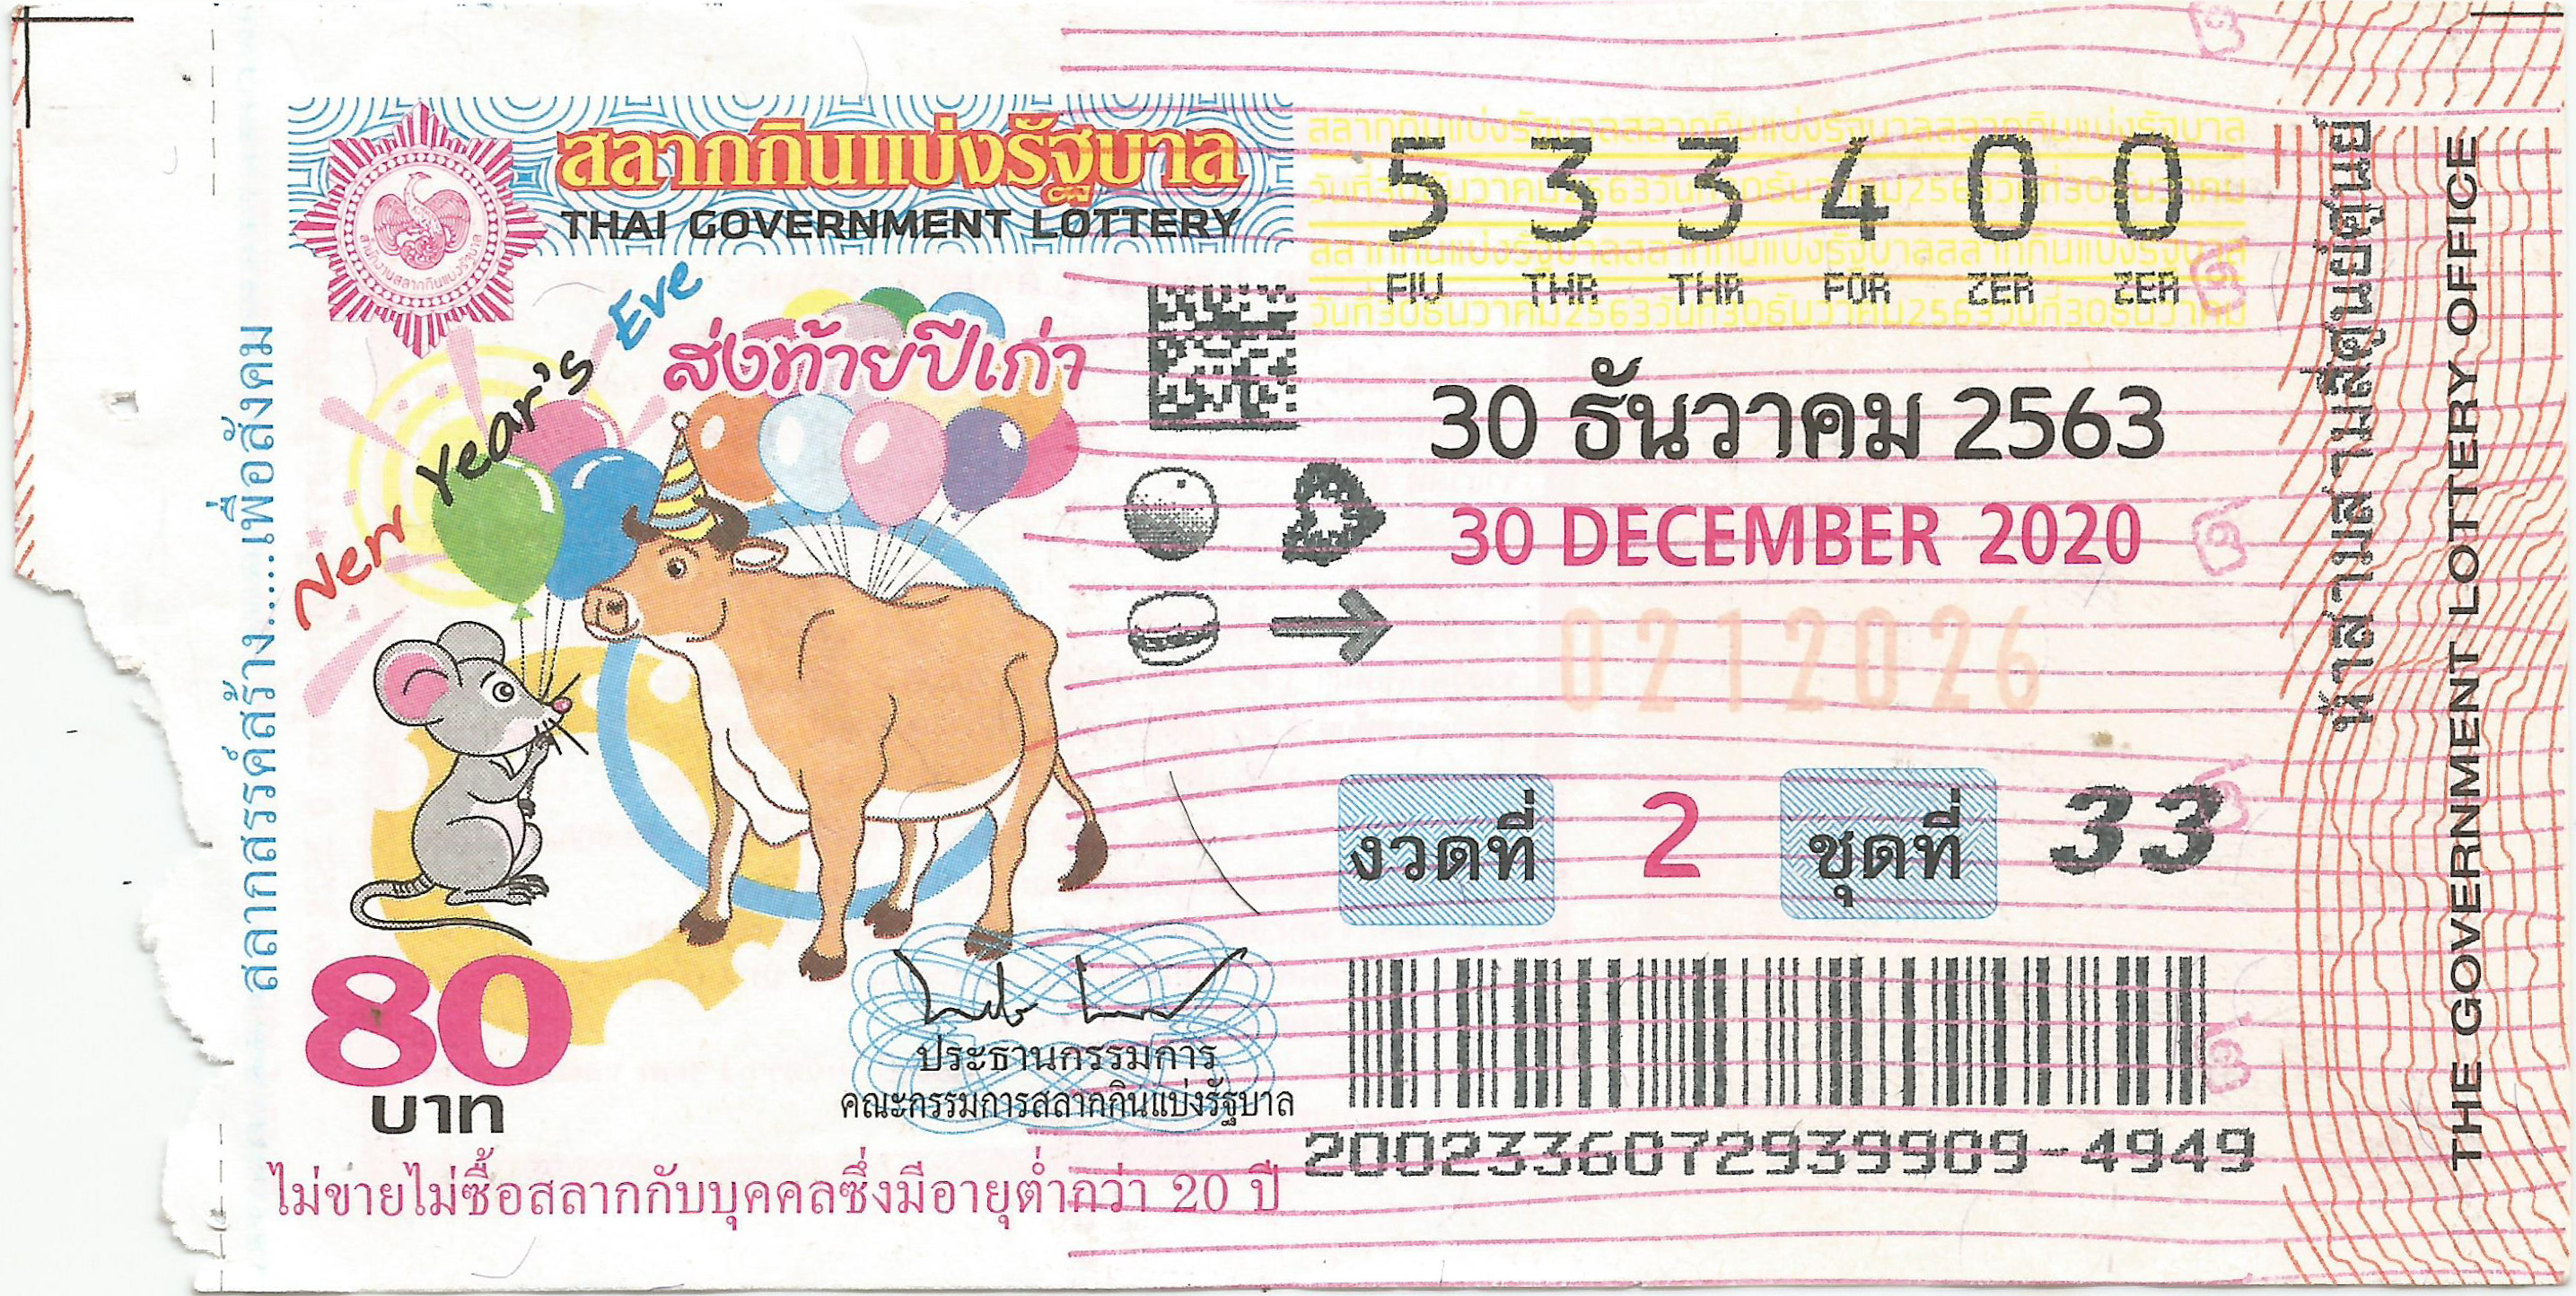 สลากกินแบ่งรัฐบาล
THAI GOVERNMENT LOTTERY
สำนักงานสลากกินแบ่งรัฐบาล
New Year's Eve
ส่งท้ายปีเก่า
สลากสรรค์สร้าง.....เพื่อสังคม
5 3 3 4 0 0
FIV THR THR FOR ZER ZER
สลากกินแบ่งรัฐบาลสลากกินแบ่งรัฐบาลสลากกินแบ่งรัฐบาล
วันที่30ธันวาคม2563วันที่30ธันวาคม2563วันที่30ธันวาคม
สลากกินแบ่งรัฐบาลสลากกินแบ่งรัฐบาลสลากกินแบ่งรัฐบาล
วันที่30ธันวาคม2563วันที่30ธันวาคม2563วันที่30ธันวาคม
30 ธันวาคม 2563
30 DECEMBER 2020
0212026
งวดที่ 2 ชุดที่ 33
80
บาท
ประธานกรรมการ
คณะกรรมการสลากกินแบ่งรัฐบาล
2002336072939909-4949
ไม่ขายไม่ซื้อสลากกับบุคคลซึ่งมีอายุต่ำกว่า 20 ปี
ห้าสามสามสี่ศูนย์ศูนย์
THE GOVERNMENT LOTTERY OFFICE